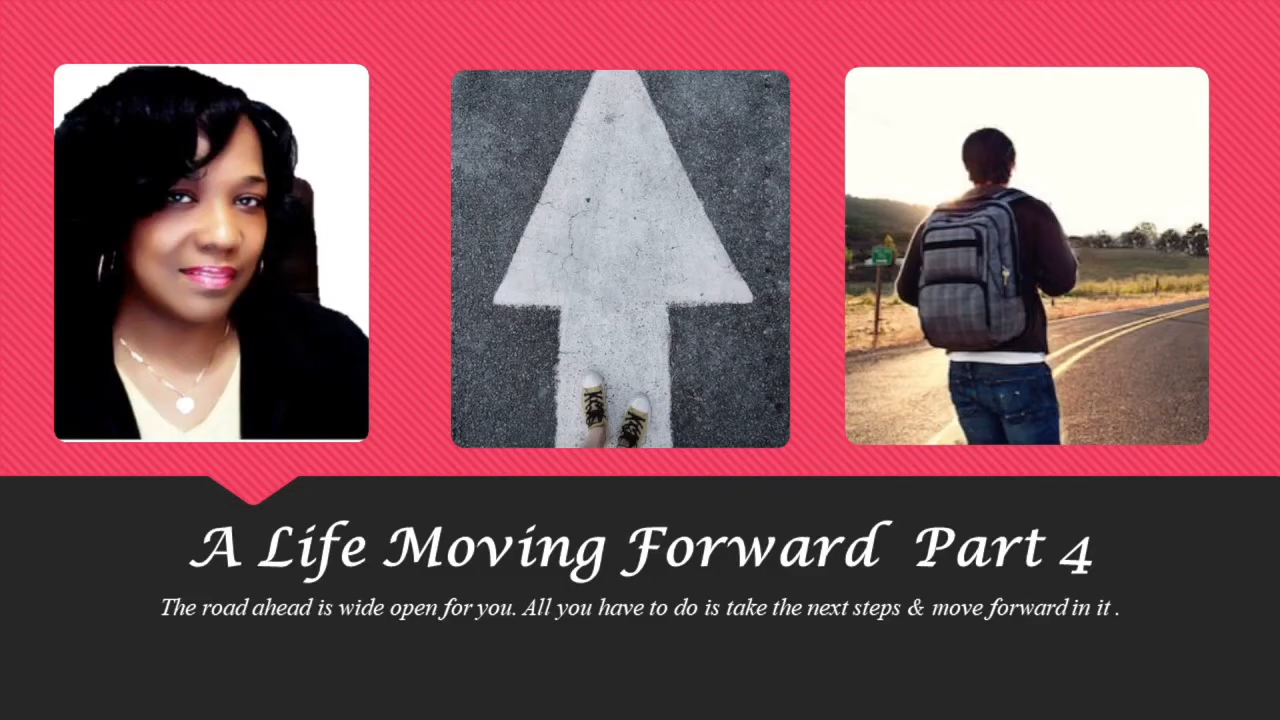 A Life Moving Forward Part 4
The road ahead is wide open for you. All you have to do is take the next steps & move forward in it .